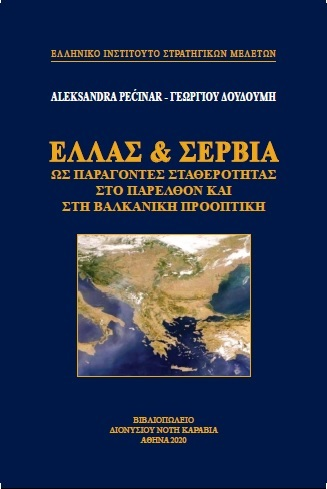 ΕΛΛΗΝΙΚΟ ΙΝΣΤΙΤΟΥΤΟ ΣΤΡΑΤΗΓΙΚΩΝ ΜΕΛΕΤΩΝ
ALEKSANDRA PEĆINAR - ΓΕΩΡΓΙΟΥ ΔΟΥΔΟΥΜΗ
ΕΛΛΑΣ & ΣΕΡΒΙΑ
ΩΣ ΠΑΡΑΓΟΝΤΕΣ ΣΤΑΘΕΡΟΤΗΤΑΣ
ΣΤΟ ΠΑΡΕΛΘΟΝ ΚΑΙ
ΣΤΗ ΒΑΛΚΑΝΙΚΗ ΠΡΟΟΠΤΙΚΗ
ΒΙΒΛΙΟΠΩΛΕΙΟ
ΔΙΟΝΥΣΙΟΥ ΝΟΤΗ ΚΑΡΑΒΙΑ
ΑΘΗΝΑ 2020